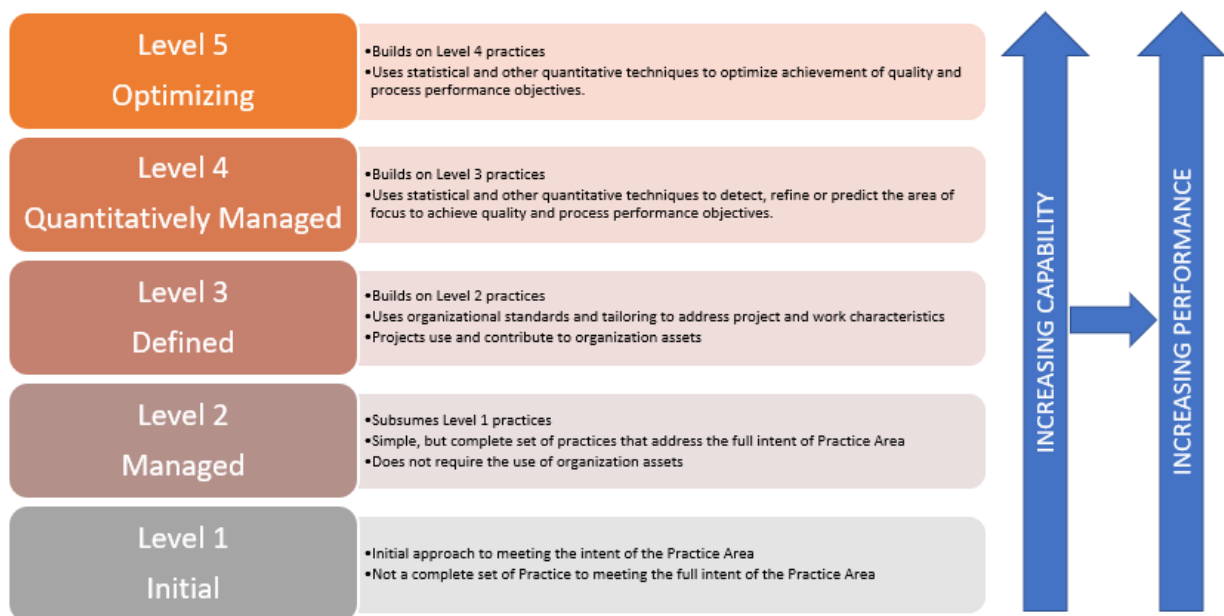 Level 5
Optimizing
•Builds on Level 4 practices
•Uses statistical and other quantitative techniques to optimize achievement of quality and
process performance objectives.
Level 4
Quantitatively Managed
•Builds on Level 3 practices
•Uses statistical and other quantitative techniques to detect, refine or predict the area of
focus to achieve quality and process performance objectives.
Level 3
Defined
•Builds on Level 2 practices
•Uses organizational standards and tailoring to address project and work characteristics
•Projects use and contribute to organization assets
Level 2
Managed
•Subsumes Level 1 practices
•Simple, but complete set of practices that address the full intent of Practice Area
•Does not require the use of organization assets
Level 1
Initial
•Initial approach to meeting the intent of the Practice Area
•Not a complete set of Practice to meeting the full intent of the Practice Area
INCREASING CAPABILITY
INCREASING PERFORMANCE